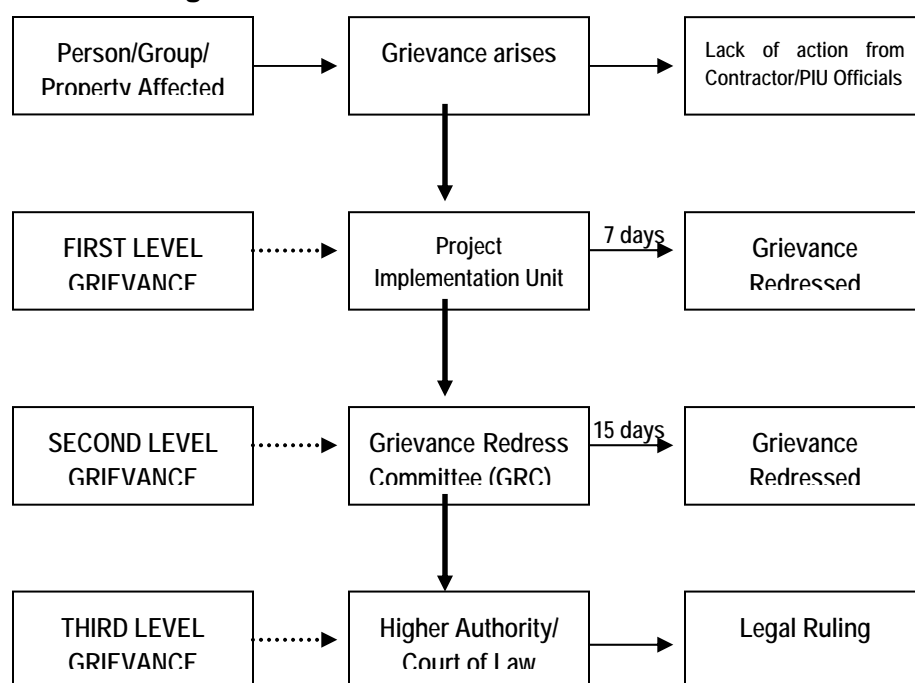 Person/Group/
Property Affected
Grievance arises
Lack of action from
Contractor/PIU Officials
FIRST LEVEL
GRIEVANCE
Project
Implementation Unit
7 days
Grievance
Redressed
SECOND LEVEL
GRIEVANCE
Grievance Redress
Committee (GRC)
15 days
Grievance
Redressed
THIRD LEVEL
GRIEVANCE
Higher Authority/
Court of Law
Legal Ruling